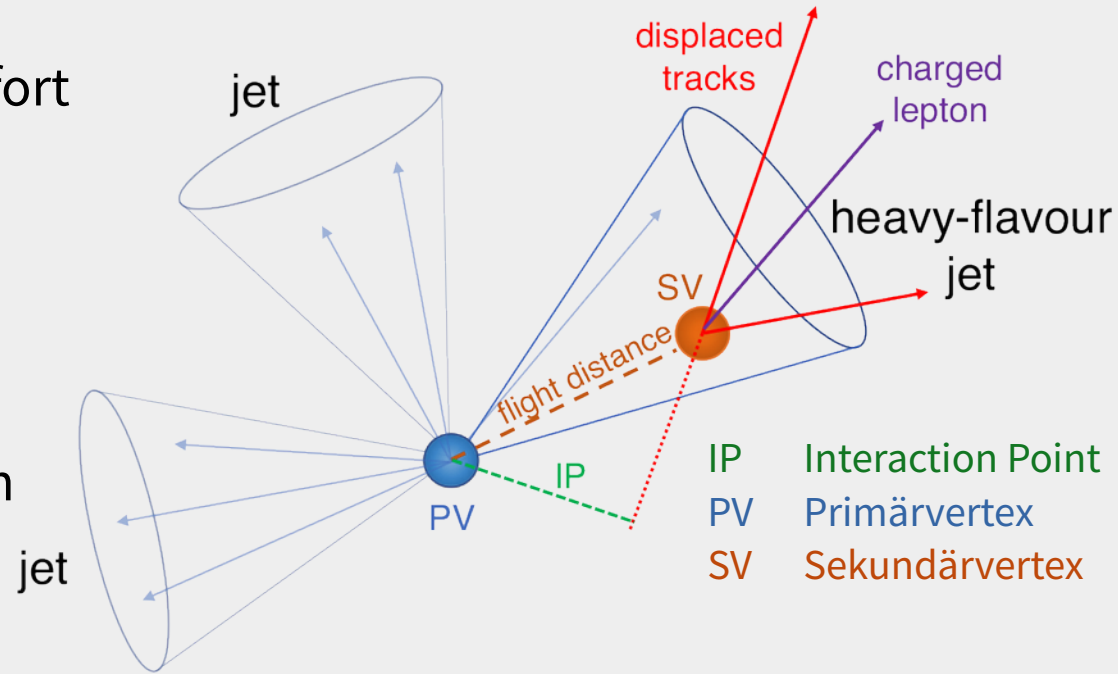 fort
jet
displaced
tracks
charged
lepton
heavy-flavour
jet
SV
flight distance
IP
PV
n
jet
IP Interaction Point
PV Primärvertex
SV Sekundärvertex